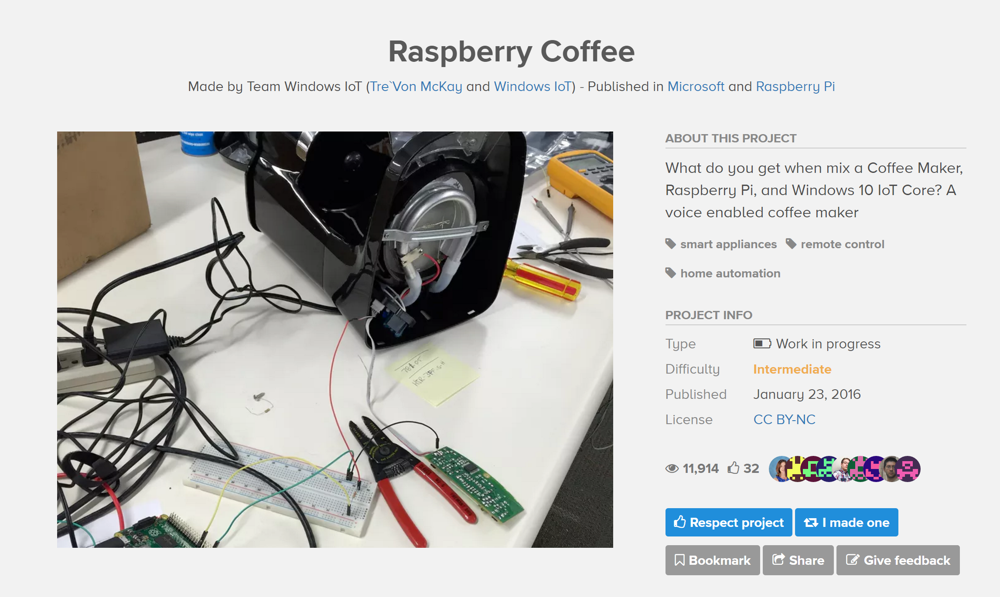 Raspberry Coffee
Made by Team Windows IoT (Tre`Von McKay and Windows IoT) - Published in Microsoft and Raspberry Pi
ABOUT THIS PROJECT
What do you get when mix a Coffee Maker,
Raspberry Pi, and Windows 10 IoT Core? A
voice enabled coffee maker
smart appliances remote control
home automation
PROJECT INFO
Type Work in progress
Difficulty Intermediate
Published January 23, 2016
License CC BY-NC
11,914 32
Respect project I made one
Bookmark Share Give feedback